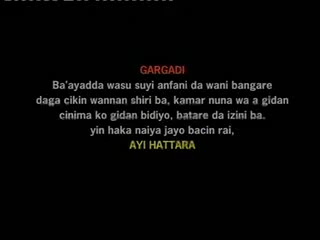 GARGADI
Ba'ayadda wasu suyi anfani da wani bangare
daga cikin wannan shiri ba, kamar nuna wa a gidan
cinima ko gidan bidiyo, batare da izini ba.
yin haka naiya jayo bacin rai,
AYI HATTARA